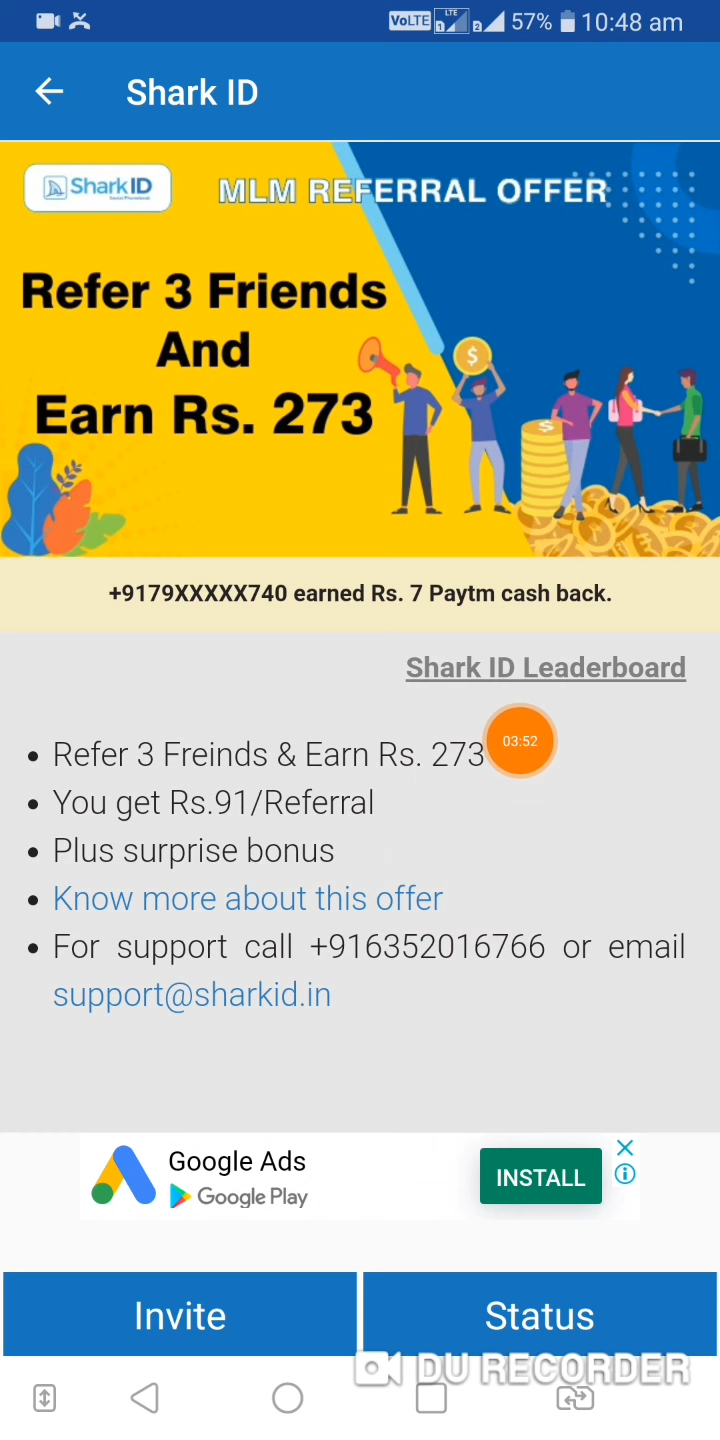 VoLTE LTE 1 2 57% 10:48 am
Shark ID
SharkID MLM REFERRAL OFFER
Refer 3 Friends
And
Earn Rs. 273
+9179XXXXX740 earned Rs. 7 Paytm cash back.
Shark ID Leaderboard
• Refer 3 Freinds & Earn Rs. 273
03:52
• You get Rs.91/Referral
• Plus surprise bonus
• Know more about this offer
• For support call +916352016766 or email
support@sharkid.in
Google Ads
Google Play
INSTALL
Invite Status
DU RECORDER